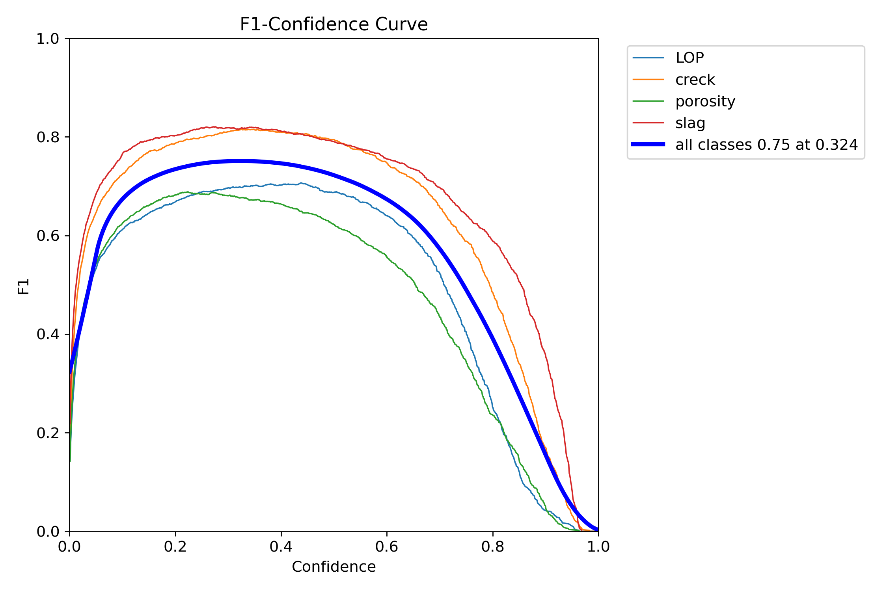 F1-Confidence Curve
1.0
0.8
0.6
0.4
0.2
0.0
F1
0.0 0.2 0.4 0.6 0.8 1.0
Confidence
LOP
creck
porosity
slag
all classes 0.75 at 0.324